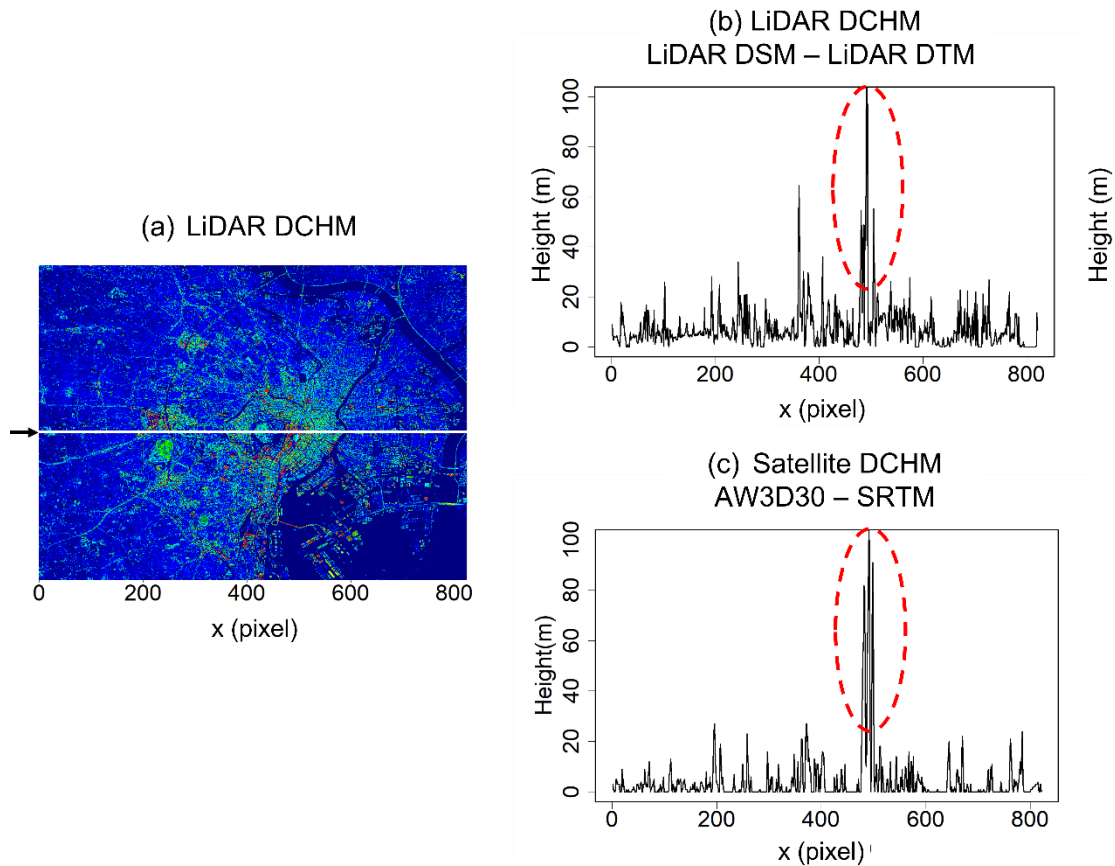 (a) LiDAR DCHM
0 200 400 600 800
x (pixel)
(b) LiDAR DCHM
LiDAR DSM – LiDAR DTM
Height (m)
100
80
60
40
20
0
0 200 400 600 800
x (pixel)
Height (m)
(c) Satellite DCHM
AW3D30 – SRTM
Height(m)
100
80
60
40
20
0
0 200 400 600 800
x (pixel)